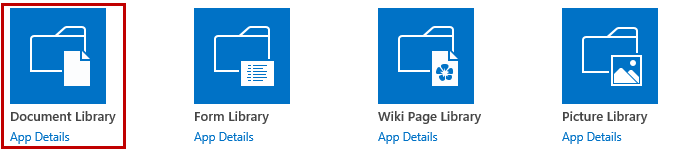 Document Library
App Details
Form Library
App Details
Wiki Page Library
App Details
Picture Library
App Details